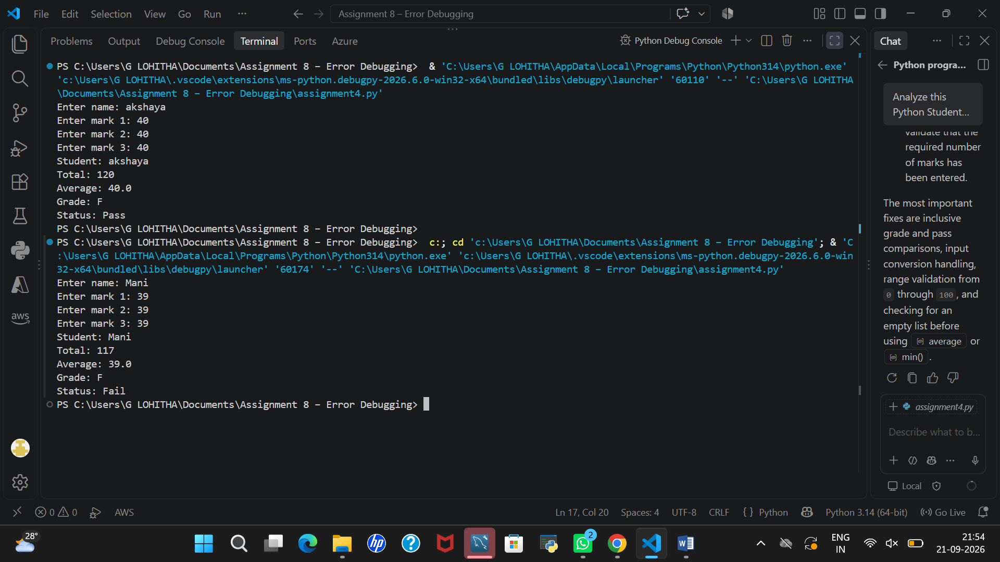 File Edit Selection View Go Run ...
Assignment 8 – Error Debugging
Problems Output Debug Console Terminal Ports Azure
Python Debug Console
PS C:\Users\G LOHITHA\Documents\Assignment 8 – Error Debugging>  & 'C:\Users\G LOHITHA\AppData\Local\Programs\Python\Python314\python.exe'
'c:\Users\G LOHITHA\.vscode\extensions\ms-python.debugpy-2026.6.0-win32-x64\bundled\libs\debugpy\launcher' '60110' '--' 'C:\Users\G LOHITHA
\Documents\Assignment 8 – Error Debugging\assignment4.py'
Enter name: akshaya
Enter mark 1: 40
Enter mark 2: 40
Enter mark 3: 40
Student: akshaya
Total: 120
Average: 40.0
Grade: F
Status: Pass
PS C:\Users\G LOHITHA\Documents\Assignment 8 – Error Debugging>
PS C:\Users\G LOHITHA\Documents\Assignment 8 – Error Debugging>  c:; cd 'c:\Users\G LOHITHA\Documents\Assignment 8 – Error Debugging'; & 'C
:\Users\G LOHITHA\AppData\Local\Programs\Python\Python314\python.exe' 'c:\Users\G LOHITHA\.vscode\extensions\ms-python.debugpy-2026.6.0-win
32-x64\bundled\libs\debugpy\launcher' '60174' '--' 'C:\Users\G LOHITHA\Documents\Assignment 8 – Error Debugging\assignment4.py'
Enter name: Mani
Enter mark 1: 39
Enter mark 2: 39
Enter mark 3: 39
Student: Mani
Total: 117
Average: 39.0
Grade: F
Status: Fail
PS C:\Users\G LOHITHA\Documents\Assignment 8 – Error Debugging>
Chat
Python progra...
Analyze this
Python Student...
validate that the
required number
of marks has
been entered.
The most important
fixes are inclusive
grade and pass
comparisons, input
conversion handling,
range validation from
0 through 100, and
checking for an
empty list before
using average or
min().
assignment4.py
Describe what to b...
Local
aws
0 0 AWS
Ln 17, Col 20 Spaces: 4 UTF-8 CRLF { } Python Python 3.14 (64-bit) Go Live
28°
hp
?
2
W
ENG
IN
21:54
21-09-2026